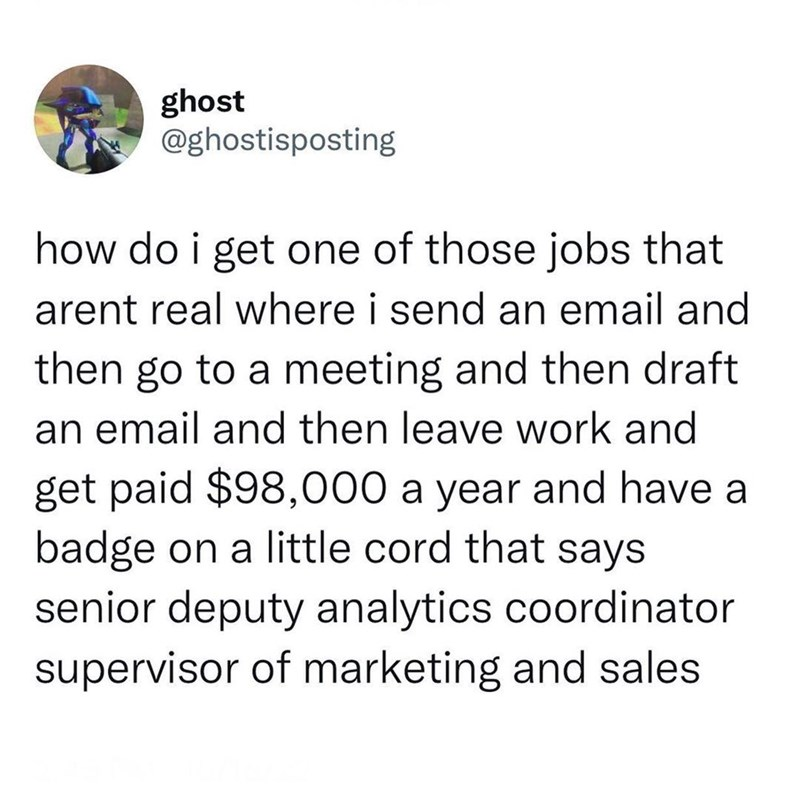 ghost
@ghostisposting
how do i get one of those jobs that
arent real where i send an email and
then go to a meeting and then draft
an email and then leave work and
get paid $98,000 a year and have a
badge on a little cord that says
senior deputy analytics coordinator
supervisor of marketing and sales